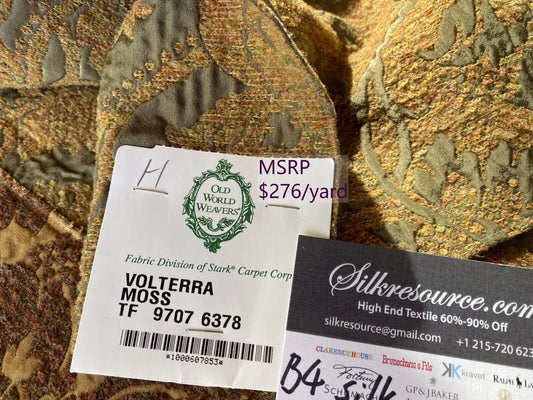 H
MSRP
$276/yard
OLD
WORLD
WEAVERS
Fabric Division of Stark® Carpet Corp
VOLTERRA
MOSS
TF 9707 6378
*1000607853*
Silkresource.com
High End Textile 60%-90% Off
silkresource@gmail.com
+1 215-720 623
CLARENCE HOUSE Brunschwig & Fils
kravet
Fortuny
GP&J BAKER
B4 Silk